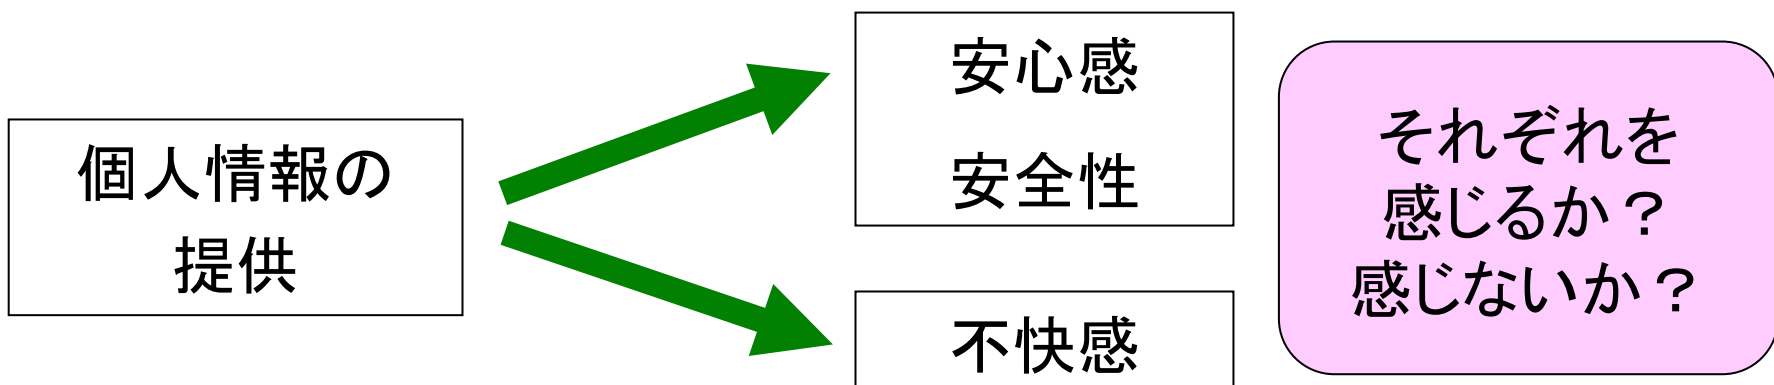 個人情報の
提供
安心感
安全性
不快感
それぞれを
感じるか？
感じないか？